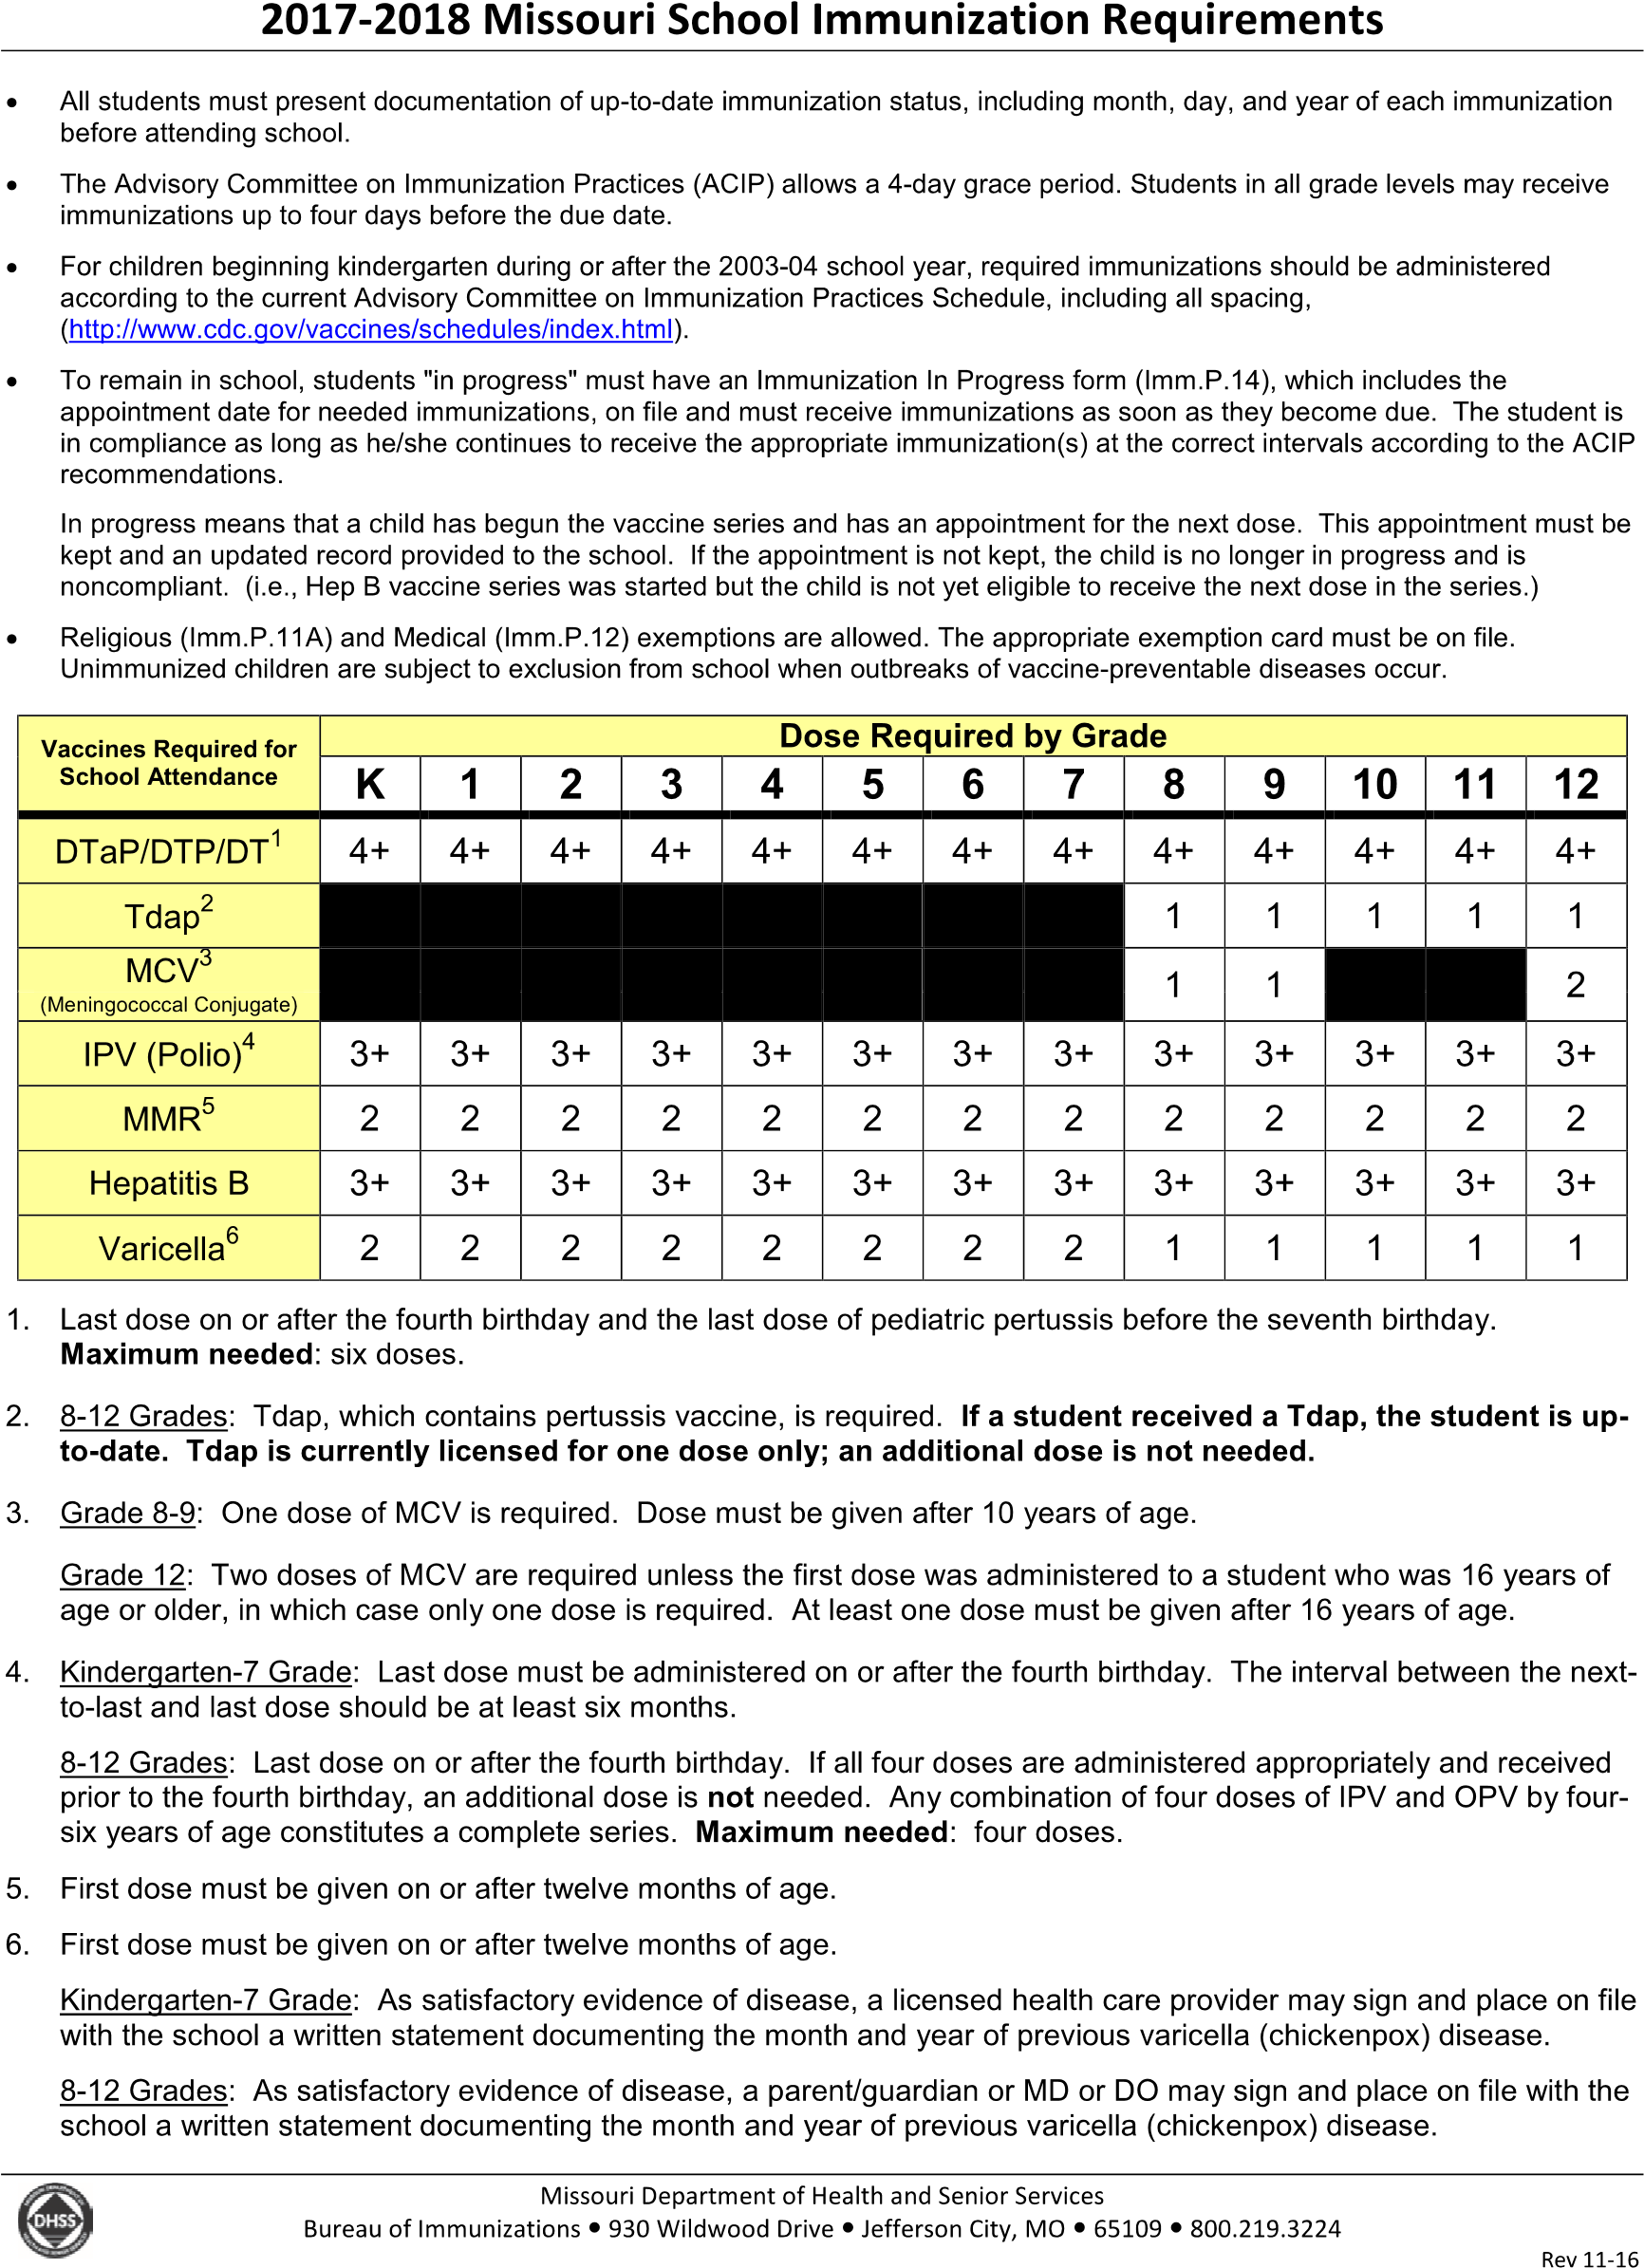 2017-2018 Missouri School Immunization Requirements
• All students must present documentation of up-to-date immunization status, including month, day, and year of each immunization
before attending school.
• The Advisory Committee on Immunization Practices (ACIP) allows a 4-day grace period. Students in all grade levels may receive
immunizations up to four days before the due date.
• For children beginning kindergarten during or after the 2003-04 school year, required immunizations should be administered
according to the current Advisory Committee on Immunization Practices Schedule, including all spacing,
(http://www.cdc.gov/vaccines/schedules/index.html).
• To remain in school, students "in progress" must have an Immunization In Progress form (Imm.P.14), which includes the
appointment date for needed immunizations, on file and must receive immunizations as soon as they become due. The student is
in compliance as long as he/she continues to receive the appropriate immunization(s) at the correct intervals according to the ACIP
recommendations.
In progress means that a child has begun the vaccine series and has an appointment for the next dose. This appointment must be
kept and an updated record provided to the school. If the appointment is not kept, the child is no longer in progress and is
noncompliant. (i.e., Hep B vaccine series was started but the child is not yet eligible to receive the next dose in the series.)
• Religious (Imm.P.11A) and Medical (Imm.P.12) exemptions are allowed. The appropriate exemption card must be on file.
Unimmunized children are subject to exclusion from school when outbreaks of vaccine-preventable diseases occur.
Vaccines Required for
School Attendance
Dose Required by Grade
K 1 2 3 4 5 6 7 8 9 10 11 12
DTaP/DTP/DT1 4+ 4+ 4+ 4+ 4+ 4+ 4+ 4+ 4+ 4+ 4+ 4+ 4+
Tdap2 1 1 1 1 1
MCV3
(Meningococcal Conjugate) 1 1 2
IPV (Polio)4 3+ 3+ 3+ 3+ 3+ 3+ 3+ 3+ 3+ 3+ 3+ 3+ 3+
MMR5 2 2 2 2 2 2 2 2 2 2 2 2 2
Hepatitis B 3+ 3+ 3+ 3+ 3+ 3+ 3+ 3+ 3+ 3+ 3+ 3+ 3+
Varicella6 2 2 2 2 2 2 2 2 1 1 1 1 1
1. Last dose on or after the fourth birthday and the last dose of pediatric pertussis before the seventh birthday.
Maximum needed: six doses.
2. 8-12 Grades: Tdap, which contains pertussis vaccine, is required. If a student received a Tdap, the student is up-
to-date. Tdap is currently licensed for one dose only; an additional dose is not needed.
3. Grade 8-9: One dose of MCV is required. Dose must be given after 10 years of age.
Grade 12: Two doses of MCV are required unless the first dose was administered to a student who was 16 years of
age or older, in which case only one dose is required. At least one dose must be given after 16 years of age.
4. Kindergarten-7 Grade: Last dose must be administered on or after the fourth birthday. The interval between the next-
to-last and last dose should be at least six months.
8-12 Grades: Last dose on or after the fourth birthday. If all four doses are administered appropriately and received
prior to the fourth birthday, an additional dose is not needed. Any combination of four doses of IPV and OPV by four-
six years of age constitutes a complete series. Maximum needed: four doses.
5. First dose must be given on or after twelve months of age.
6. First dose must be given on or after twelve months of age.
Kindergarten-7 Grade: As satisfactory evidence of disease, a licensed health care provider may sign and place on file
with the school a written statement documenting the month and year of previous varicella (chickenpox) disease.
8-12 Grades: As satisfactory evidence of disease, a parent/guardian or MD or DO may sign and place on file with the
school a written statement documenting the month and year of previous varicella (chickenpox) disease.
DHSS
Missouri Department of Health and Senior Services
Bureau of Immunizations • 930 Wildwood Drive • Jefferson City, MO • 65109 • 800.219.3224
Rev 11-16